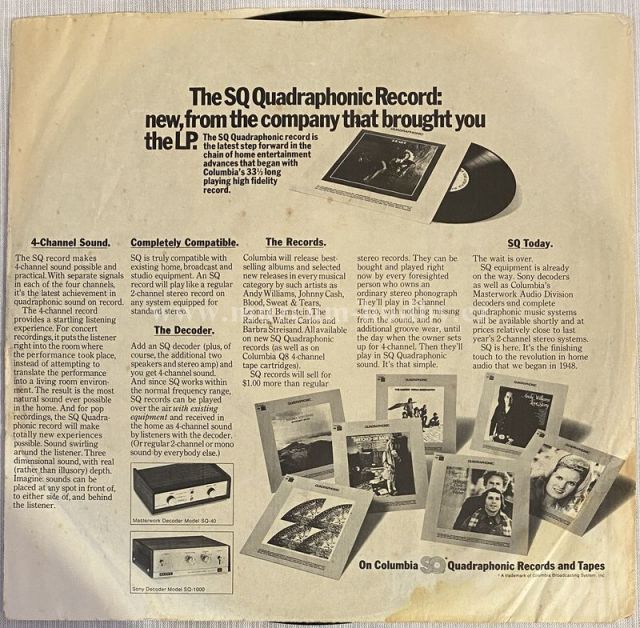 The SQ Quadraphonic Record:
new, from the company that brought you
the LP.
The SQ Quadraphonic record is
the latest step forward in the
chain of home entertainment
advances that began with
Columbia's 33⅓ long
playing high fidelity
record.
4-Channel Sound.
The SQ record makes
4-channel sound possible and
practical. With separate signals
in each of the four channels,
it's the latest achievement in
quadraphonic sound on record.
The 4-channel record
provides a startling listening
experience. For concert
recordings, it puts the listener
right into the room where
the performance took place,
instead of attempting to
translate the performance
into a living room environ-
ment. The result is the most
natural sound ever possible
in the home. And for pop
recordings, the SQ Quadra-
phonic record will make
totally new experiences
possible. Sound swirling
around the listener. Three
dimensional sound, with real
(rather than illusory) depth.
Imagine: sounds can be
placed at any spot in front of,
to either side of, and behind
the listener.
Completely Compatible.
SQ is truly compatible with
existing home, broadcast and
studio equipment. An SQ
record will play like a regular
2-channel stereo record on
any system equipped for
standard stereo.
The Decoder.
Add an SQ decoder (plus, of
course, the additional two
speakers and stereo amp) and
you get 4-channel sound.
And since SQ works within
the normal frequency range,
SQ records can be played
over the air with existing
equipment and received in
the home as 4-channel sound
by listeners with the decoder.
(Or regular 2-channel or mono
sound by everybody else.)
Masterwork Decoder Model SQ-40
Sony Decoder Model SQ-1000
The Records.
Columbia will release best-
selling albums and selected
new releases in every musical
category by such artists as
Andy Williams, Johnny Cash,
Blood, Sweat & Tears,
Leonard Bernstein, The
Raiders, Walter Carlos and
Barbra Streisand. All available
on new SQ Quadraphonic
records (as well as on
Columbia Q8 4-channel
tape cartridges).
SQ records will sell for
$1.00 more than regular
stereo records. They can be
bought and played right
now by every foresighted
person who owns an
ordinary stereo phonograph
They'll play in 2-channel
stereo, with nothing missing
from the sound, and no
additional groove wear, until
the day when the owner sets
up for 4-channel. Then they'll
play in SQ Quadraphonic
sound. It's that simple.
SQ Today.
The wait is over.
SQ equipment is already
on the way. Sony decoders
as well as Columbia's
Masterwork Audio Division
decoders and complete
quadraphonic music systems
will be available shortly and at
prices relatively close to last
year's 2-channel stereo systems.
SQ is here. It's the finishing
touch to the revolution in home
audio that we began in 1948.
QUADRAPHONIC
QUADRAPHONIC
QUADRAPHONIC
QUADRAPHONIC
Andy Williams
Love Story
QUADRAPHONIC
QUADRAPHONIC
QUADRAPHONIC
QUADRAPHONIC
On Columbia SQ Quadraphonic Records and Tapes
* A trademark of Columbia Broadcasting System, Inc.